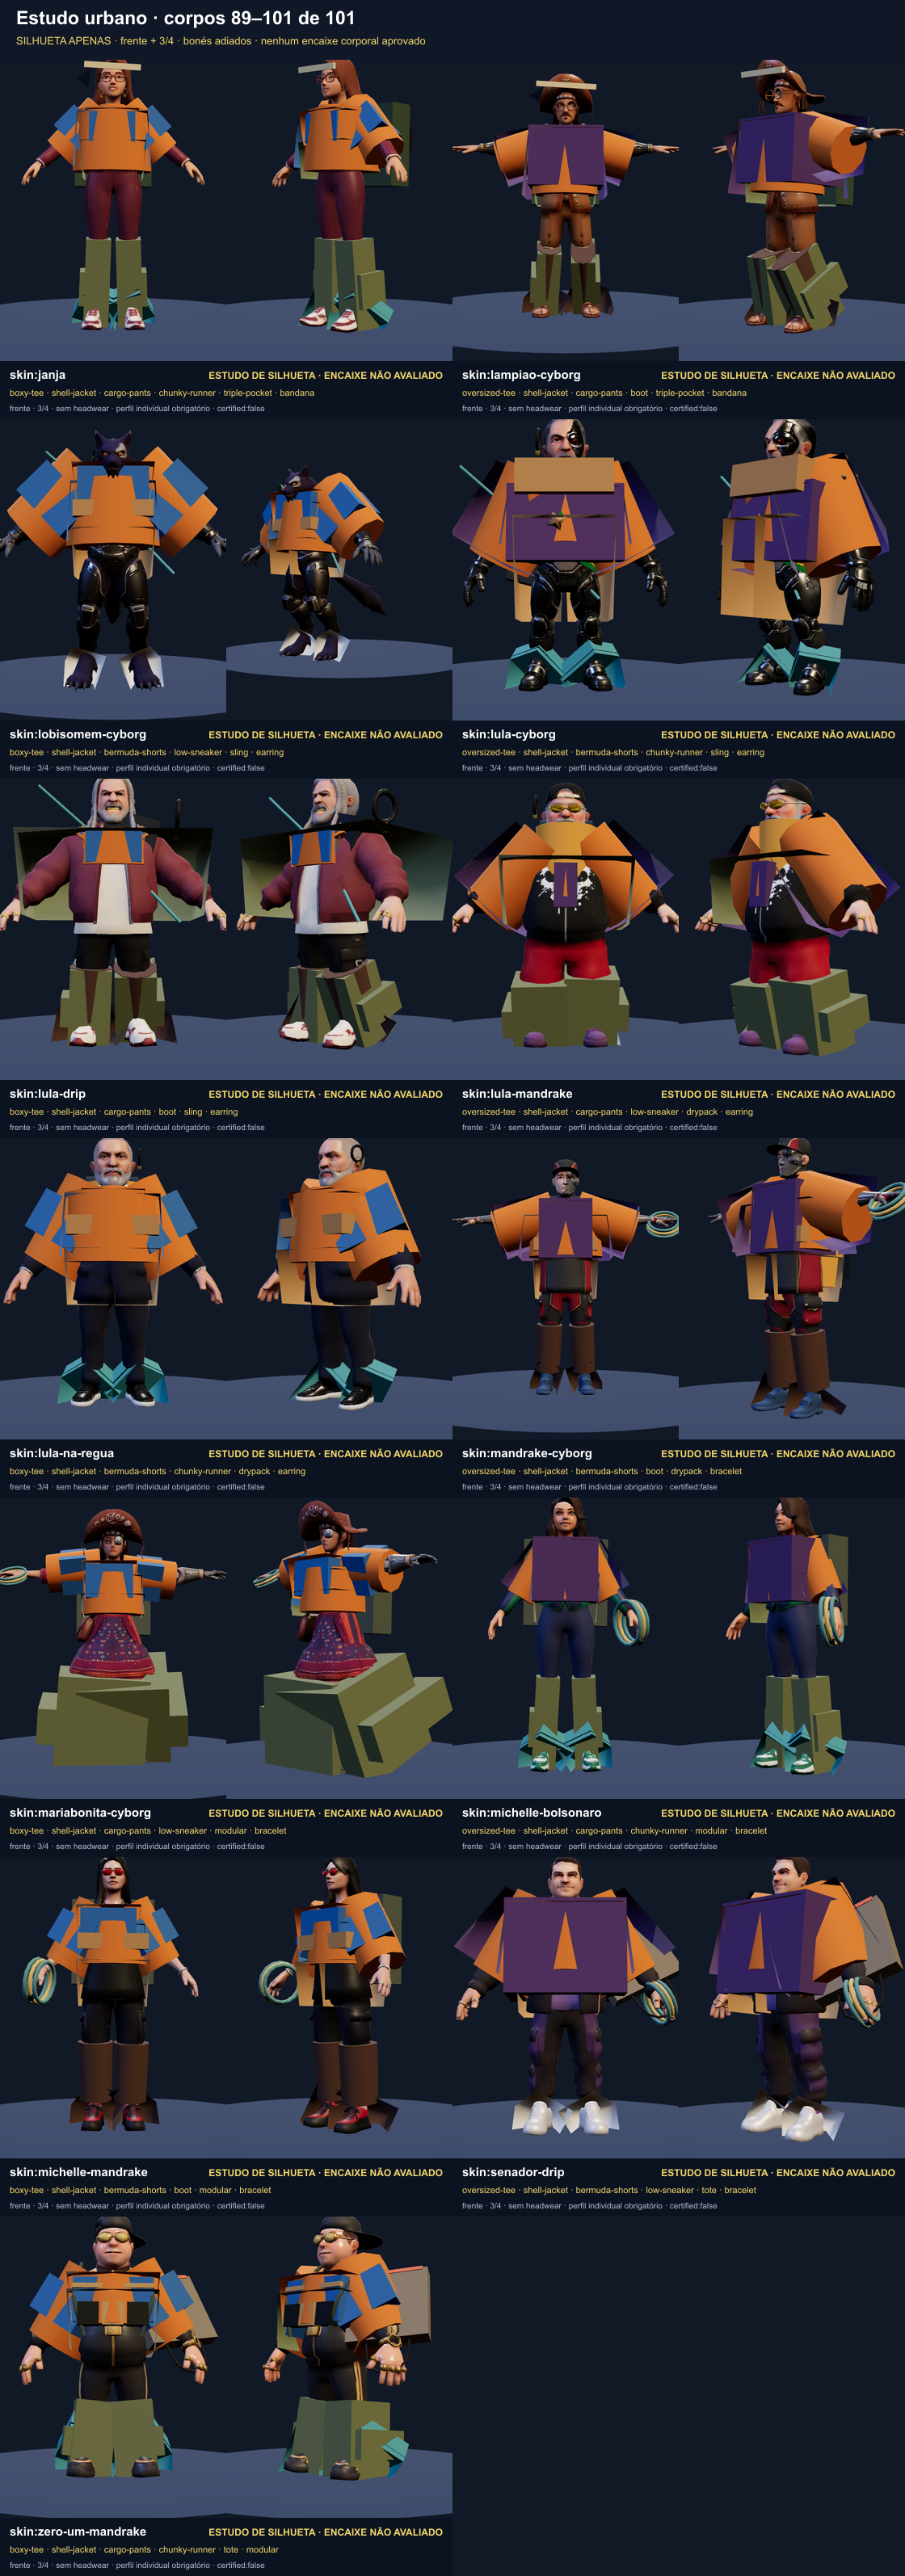 Estudo urbano · corpos 89–101 de 101
SILHUETA APENAS · frente + 3/4 · bonés adiados · nenhum encaixe corporal aprovado
skin:janja ESTUDO DE SILHUETA · ENCAIXE NÃO AVALIADO
boxy-tee · shell-jacket · cargo-pants · chunky-runner · triple-pocket · bandana
frente · 3/4 · sem headwear · perfil individual obrigatório · certified:false
skin:lampiao-cyborg ESTUDO DE SILHUETA · ENCAIXE NÃO AVALIADO
oversized-tee · shell-jacket · cargo-pants · boot · triple-pocket · bandana
frente · 3/4 · sem headwear · perfil individual obrigatório · certified:false
skin:lobisomem-cyborg ESTUDO DE SILHUETA · ENCAIXE NÃO AVALIADO
boxy-tee · shell-jacket · bermuda-shorts · low-sneaker · sling · earring
frente · 3/4 · sem headwear · perfil individual obrigatório · certified:false
skin:lula-cyborg ESTUDO DE SILHUETA · ENCAIXE NÃO AVALIADO
oversized-tee · shell-jacket · bermuda-shorts · chunky-runner · sling · earring
frente · 3/4 · sem headwear · perfil individual obrigatório · certified:false
skin:lula-drip ESTUDO DE SILHUETA · ENCAIXE NÃO AVALIADO
boxy-tee · shell-jacket · cargo-pants · boot · sling · earring
frente · 3/4 · sem headwear · perfil individual obrigatório · certified:false
skin:lula-mandrake ESTUDO DE SILHUETA · ENCAIXE NÃO AVALIADO
oversized-tee · shell-jacket · cargo-pants · low-sneaker · drypack · earring
frente · 3/4 · sem headwear · perfil individual obrigatório · certified:false
skin:lula-na-regua ESTUDO DE SILHUETA · ENCAIXE NÃO AVALIADO
boxy-tee · shell-jacket · bermuda-shorts · chunky-runner · drypack · earring
frente · 3/4 · sem headwear · perfil individual obrigatório · certified:false
skin:mandrake-cyborg ESTUDO DE SILHUETA · ENCAIXE NÃO AVALIADO
oversized-tee · shell-jacket · bermuda-shorts · boot · drypack · bracelet
frente · 3/4 · sem headwear · perfil individual obrigatório · certified:false
skin:mariabonita-cyborg ESTUDO DE SILHUETA · ENCAIXE NÃO AVALIADO
boxy-tee · shell-jacket · cargo-pants · low-sneaker · modular · bracelet
frente · 3/4 · sem headwear · perfil individual obrigatório · certified:false
skin:michelle-bolsonaro ESTUDO DE SILHUETA · ENCAIXE NÃO AVALIADO
oversized-tee · shell-jacket · cargo-pants · chunky-runner · modular · bracelet
frente · 3/4 · sem headwear · perfil individual obrigatório · certified:false
skin:michelle-mandrake ESTUDO DE SILHUETA · ENCAIXE NÃO AVALIADO
boxy-tee · shell-jacket · bermuda-shorts · boot · modular · bracelet
frente · 3/4 · sem headwear · perfil individual obrigatório · certified:false
skin:senador-drip ESTUDO DE SILHUETA · ENCAIXE NÃO AVALIADO
oversized-tee · shell-jacket · bermuda-shorts · low-sneaker · tote · bracelet
frente · 3/4 · sem headwear · perfil individual obrigatório · certified:false
skin:zero-um-mandrake ESTUDO DE SILHUETA · ENCAIXE NÃO AVALIADO
boxy-tee · shell-jacket · cargo-pants · chunky-runner · tote · modular
frente · 3/4 · sem headwear · perfil individual obrigatório · certified:false